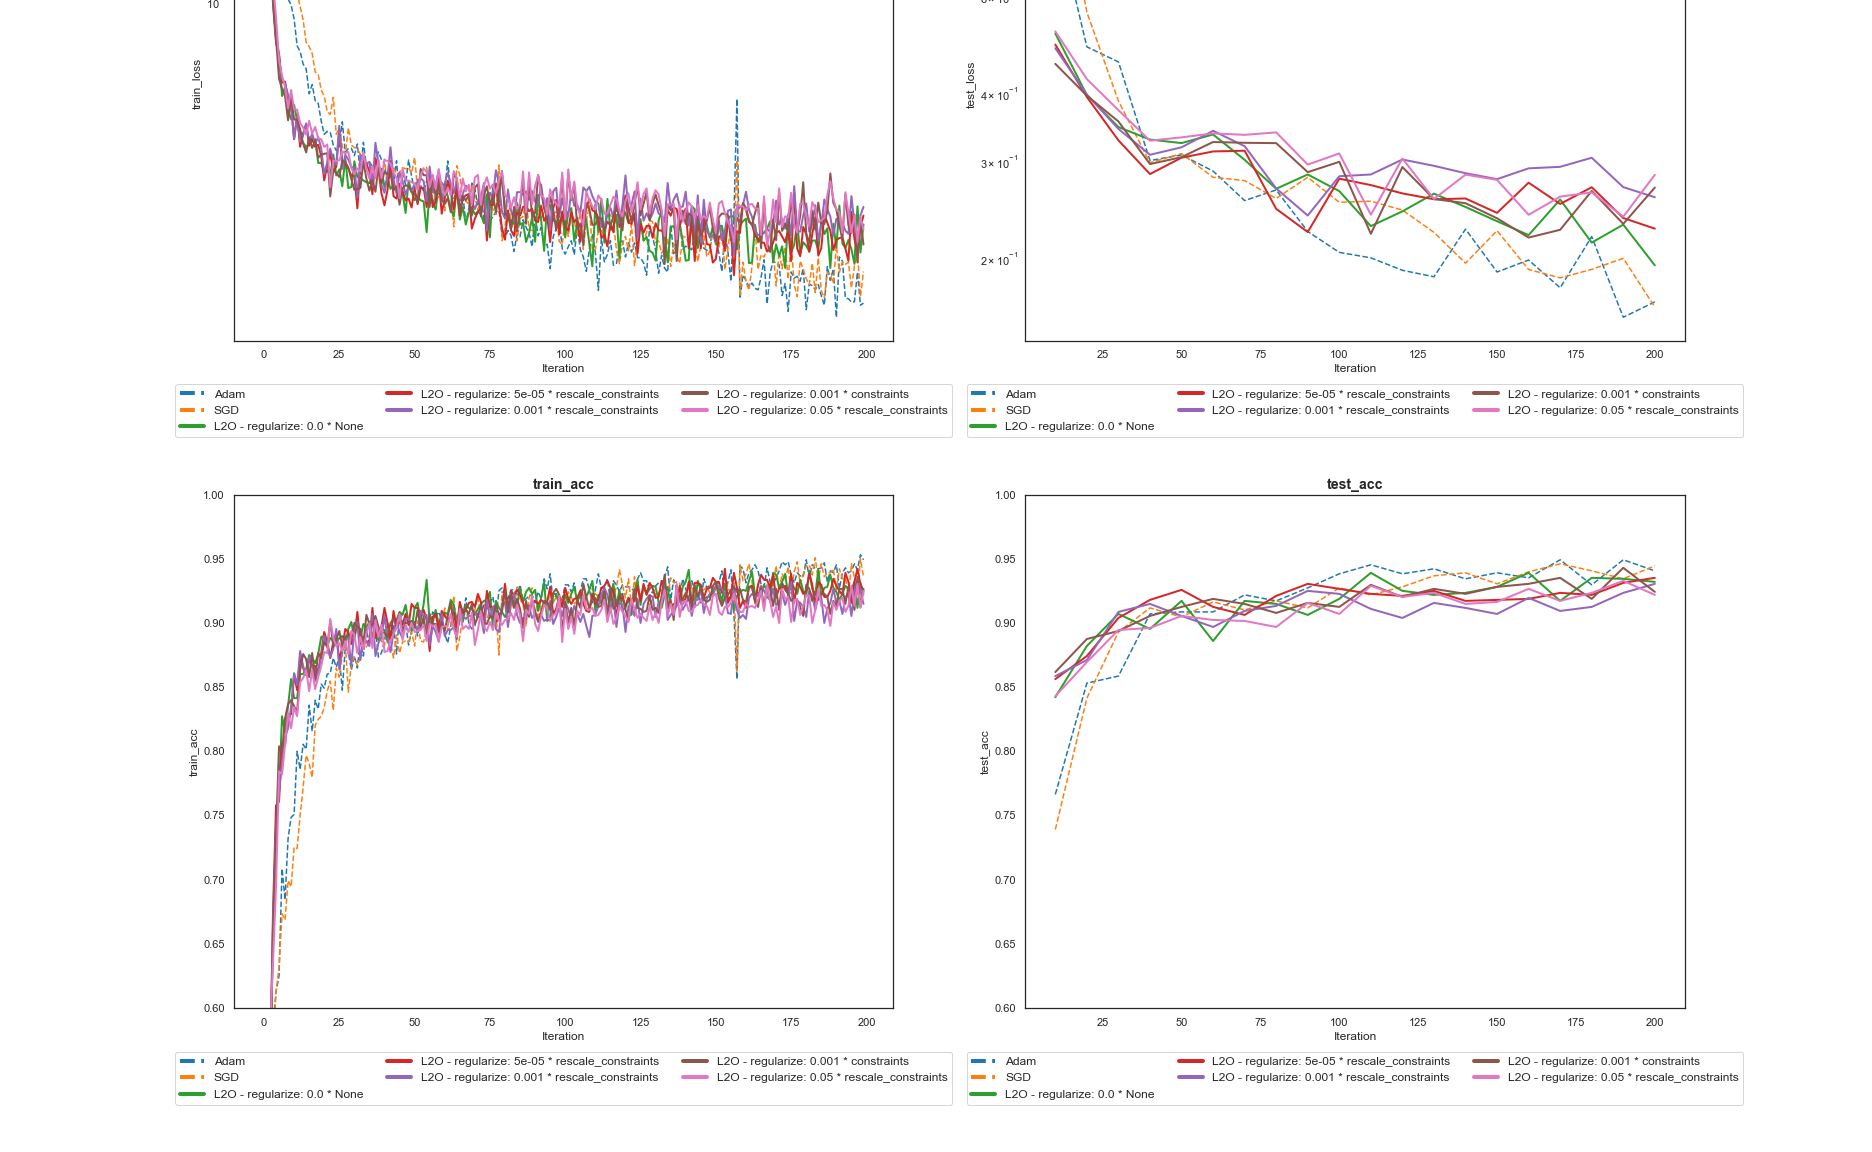 10
train_loss
0 25 50 75 100 125 150 175 200
Iteration
Adam
SGD
L2O - regularize: 0.0 * None
L2O - regularize: 5e-05 * rescale_constraints
L2O - regularize: 0.001 * rescale_constraints
L2O - regularize: 0.001 * constraints
L2O - regularize: 0.05 * rescale_constraints
test_loss
4 × 10⁻¹
3 × 10⁻¹
2 × 10⁻¹
25 50 75 100 125 150 175 200
Iteration
Adam
SGD
L2O - regularize: 0.0 * None
L2O - regularize: 5e-05 * rescale_constraints
L2O - regularize: 0.001 * rescale_constraints
L2O - regularize: 0.001 * constraints
L2O - regularize: 0.05 * rescale_constraints
train_acc
train_acc
1.00
0.95
0.90
0.85
0.80
0.75
0.70
0.65
0.60
0 25 50 75 100 125 150 175 200
Iteration
Adam
SGD
L2O - regularize: 0.0 * None
L2O - regularize: 5e-05 * rescale_constraints
L2O - regularize: 0.001 * rescale_constraints
L2O - regularize: 0.001 * constraints
L2O - regularize: 0.05 * rescale_constraints
test_acc
test_acc
1.00
0.95
0.90
0.85
0.80
0.75
0.70
0.65
0.60
25 50 75 100 125 150 175 200
Iteration
Adam
SGD
L2O - regularize: 0.0 * None
L2O - regularize: 5e-05 * rescale_constraints
L2O - regularize: 0.001 * rescale_constraints
L2O - regularize: 0.001 * constraints
L2O - regularize: 0.05 * rescale_constraints